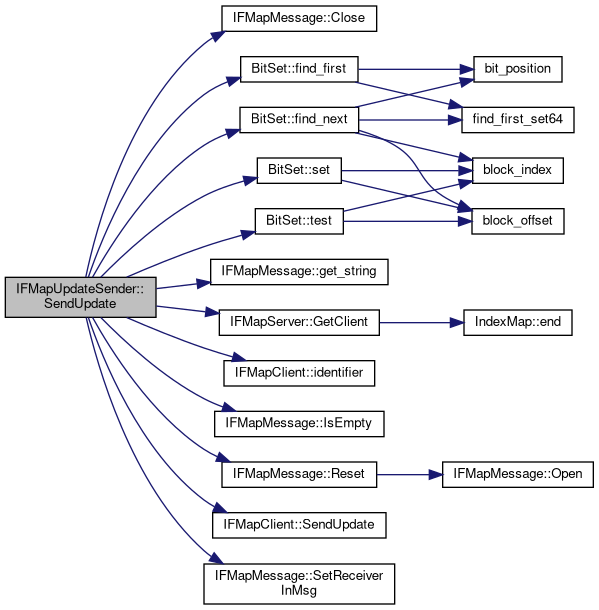 IFMapUpdateSender::
SendUpdate
IFMapMessage::Close
BitSet::find_first
bit_position
find_first_set64
BitSet::find_next
block_index
block_offset
BitSet::set
BitSet::test
IFMapMessage::get_string
IFMapServer::GetClient
IndexMap::end
IFMapClient::identifier
IFMapMessage::IsEmpty
IFMapMessage::Reset
IFMapMessage::Open
IFMapClient::SendUpdate
IFMapMessage::SetReceiver
InMsg